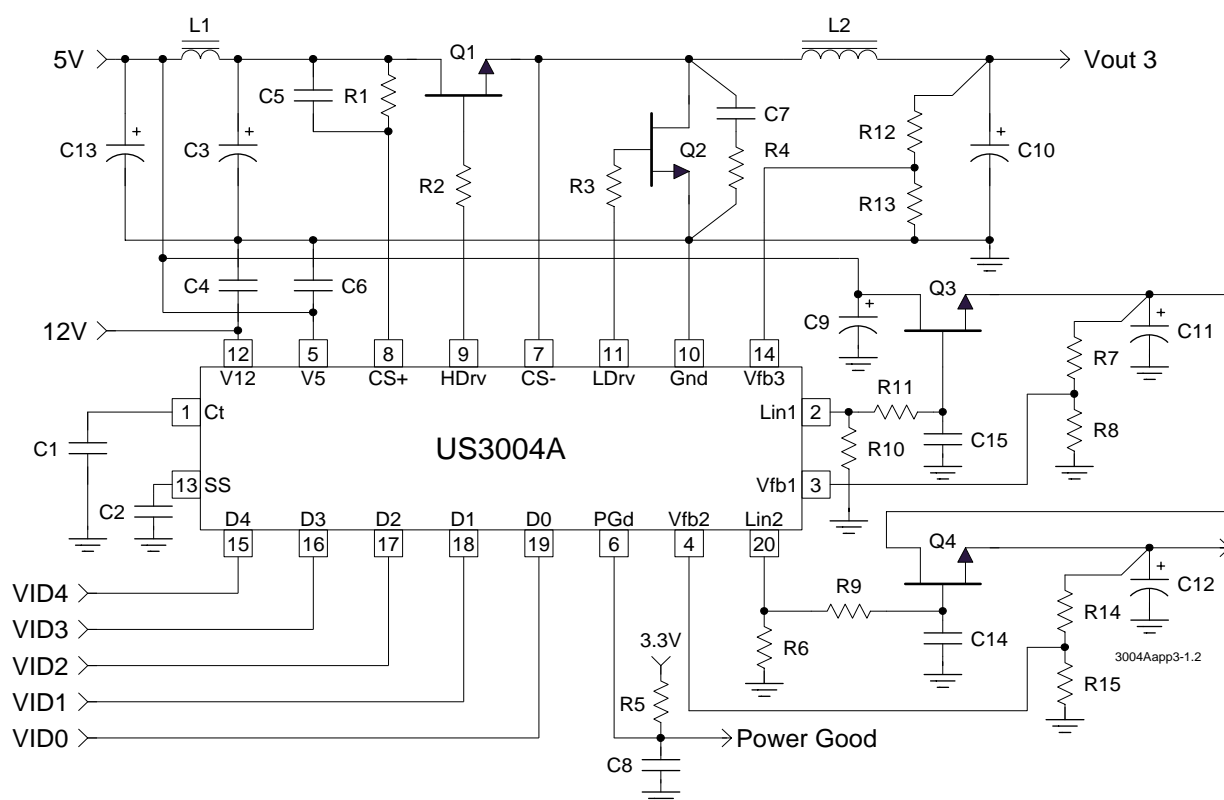 L1
L2
5V
Q1
Vout 3
C5
R1
C7
R12
C13
C3
Q2
R4
C10
R2
R3
R13
C4
C6
Q3
12V
C9
C11
12
5
8
9
7
11
10
14
R7
V12
V5
CS+
HDrv
CS-
LDrv
Gnd
Vfb3
R11
1
Ct
Lin1
2
C1
US3004A
R10
C15
R8
13
SS
Vfb1
3
C2
D4
D3
D2
D1
D0
PGd
Vfb2
Lin2
15
16
17
18
19
6
4
20
Q4
VID4
R9
C12
R14
VID3
3.3V
R6
C14
3004Aapp3-1.2
VID2
R15
VID1
R5
VID0
Power Good
C8